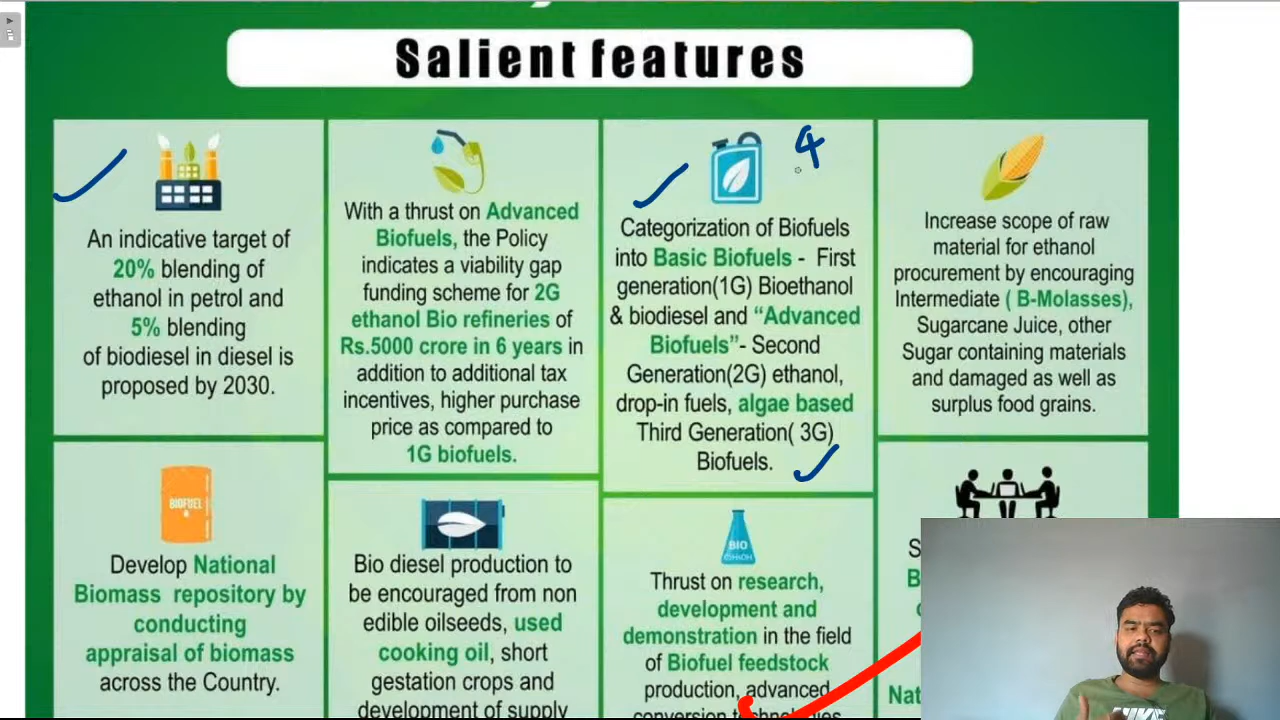 Salient features
4
An indicative target of
20% blending of
ethanol in petrol and
5% blending
of biodiesel in diesel is
proposed by 2030.
With a thrust on Advanced
Biofuels, the Policy
indicates a viability gap
funding scheme for 2G
ethanol Bio refineries of
Rs.5000 crore in 6 years in
addition to additional tax
incentives, higher purchase
price as compared to
1G biofuels.
Categorization of Biofuels
into Basic Biofuels - First
generation(1G) Bioethanol
& biodiesel and “Advanced
Biofuels”- Second
Generation(2G) ethanol,
drop-in fuels, algae based
Third Generation( 3G)
Biofuels.
Increase scope of raw
material for ethanol
procurement by encouraging
Intermediate ( B-Molasses),
Sugarcane Juice, other
Sugar containing materials
and damaged as well as
surplus food grains.
BIOFUEL
Develop National
Biomass repository by
conducting
appraisal of biomass
across the Country.
Bio diesel production to
be encouraged from non
edible oilseeds, used
cooking oil, short
gestation crops and
development of supply
BIO
Thrust on research,
development and
demonstration in the field
of Biofuel feedstock
production, advanced
conversion technologies